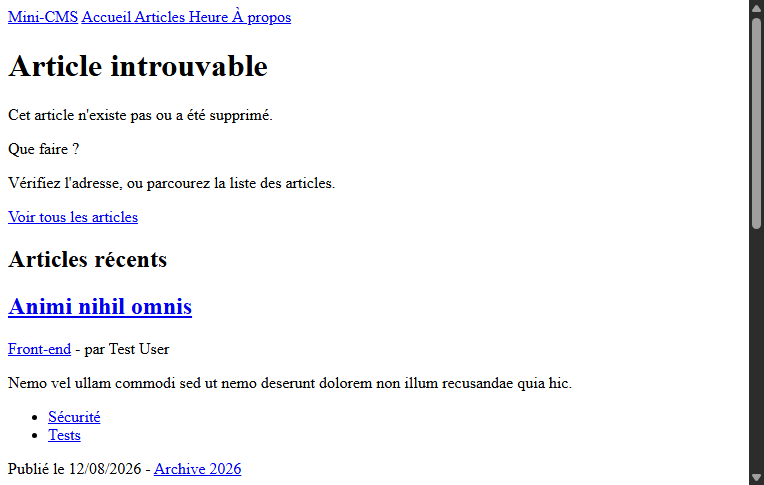 Mini-CMS Accueil Articles Heure À propos
Article introuvable
Cet article n'existe pas ou a été supprimé.
Que faire ?
Vérifiez l'adresse, ou parcourez la liste des articles.
Voir tous les articles
Articles récents
Animi nihil omnis
Front-end - par Test User
Nemo vel ullam commodi sed ut nemo deserunt dolorem non illum recusandae quia hic.
Sécurité
Tests
Publié le 12/08/2026 - Archive 2026